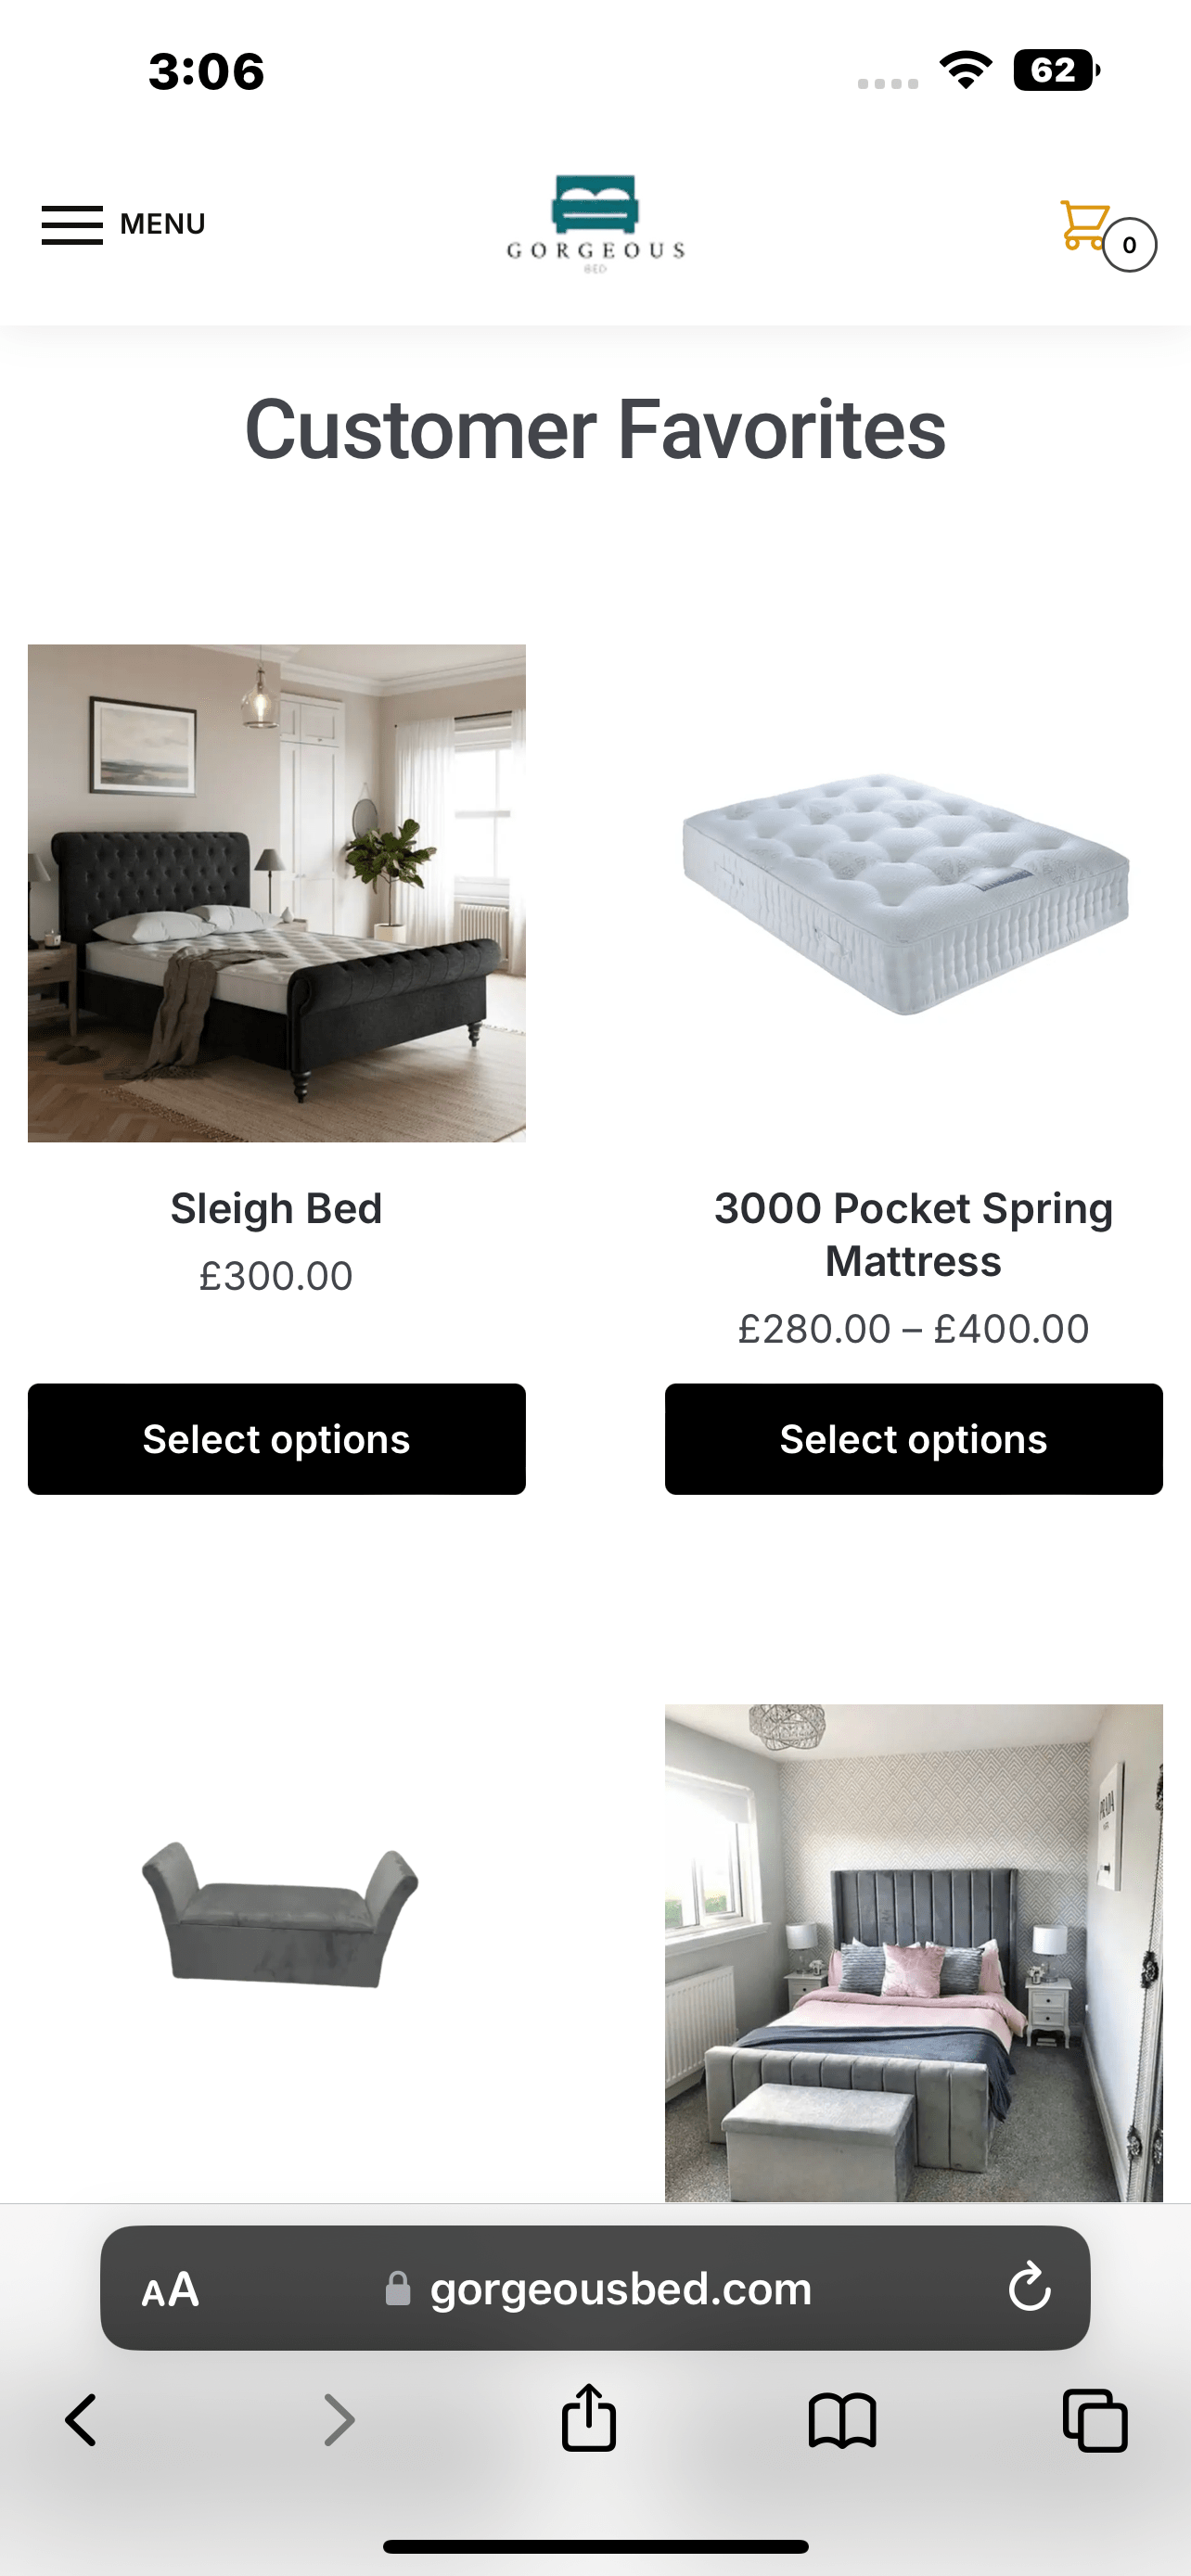 3:06
62
MENU
GORGEOUS
BED
0
Customer Favorites
Sleigh Bed
£300.00
Select options
3000 Pocket Spring
Mattress
£280.00 – £400.00
Select options
PRADA
AA
gorgeousbed.com